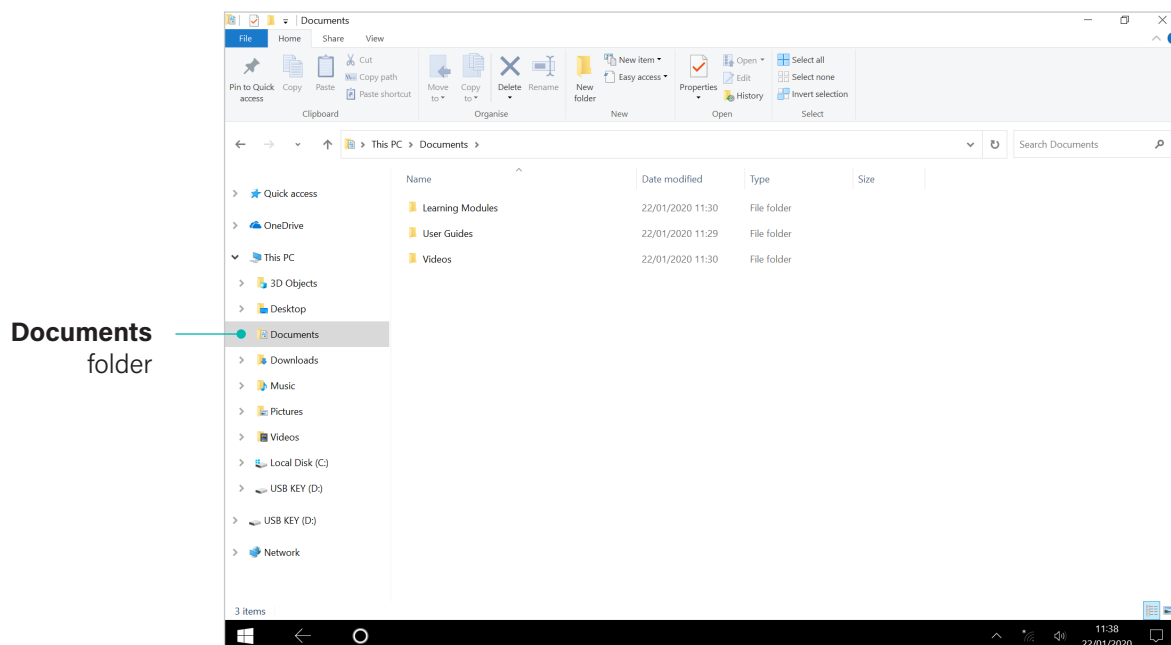 Documents
File Home Share View
Pin to Quick access
Copy
Paste
Cut
Copy path
Paste shortcut
Move to
Copy to
Delete
Rename
New folder
New item
Easy access
Properties
Open
Edit
History
Select all
Select none
Invert selection
Clipboard Organise New Open Select
This PC > Documents >
Search Documents
Name Date modified Type Size
Quick access
OneDrive
This PC
3D Objects
Desktop
Documents
Downloads
Music
Pictures
Videos
Local Disk (C:)
USB KEY (D:)
USB KEY (D:)
Network
Learning Modules 22/01/2020 11:30 File folder
User Guides 22/01/2020 11:29 File folder
Videos 22/01/2020 11:30 File folder
Documents
folder
3 items
11:38
22/01/2020